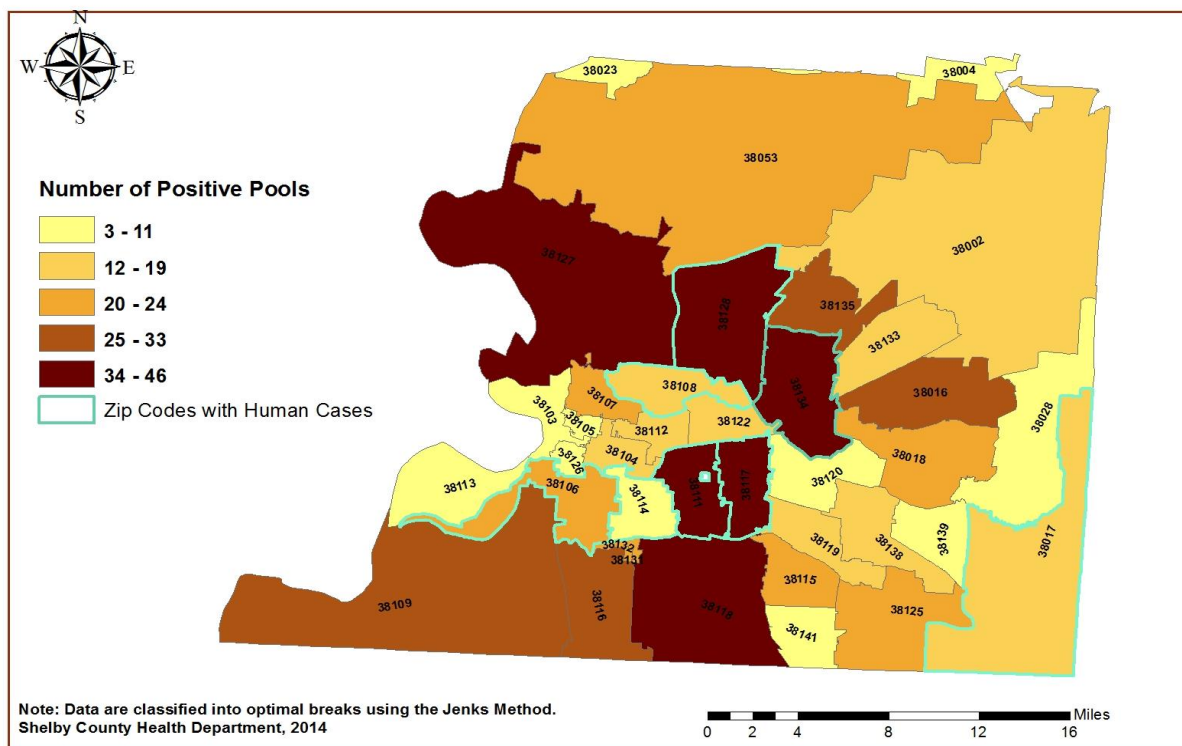 N
W E
S
38023
38004
38053
Number of Positive Pools
3 - 11
12 - 19
20 - 24
25 - 33
34 - 46
Zip Codes with Human Cases
38002
38127
38128
38135
38133
38134
38016
38108
38107
38103
38105
38112
38122
38028
38104
38126
38018
38120
38113
38106
38114
38111
38117
38139
38017
38132
38131
38119
38138
38115
38125
38109
38116
38118
38141
Note: Data are classified into optimal breaks using the Jenks Method.
Shelby County Health Department, 2014
Miles
0 2 4 8 12 16